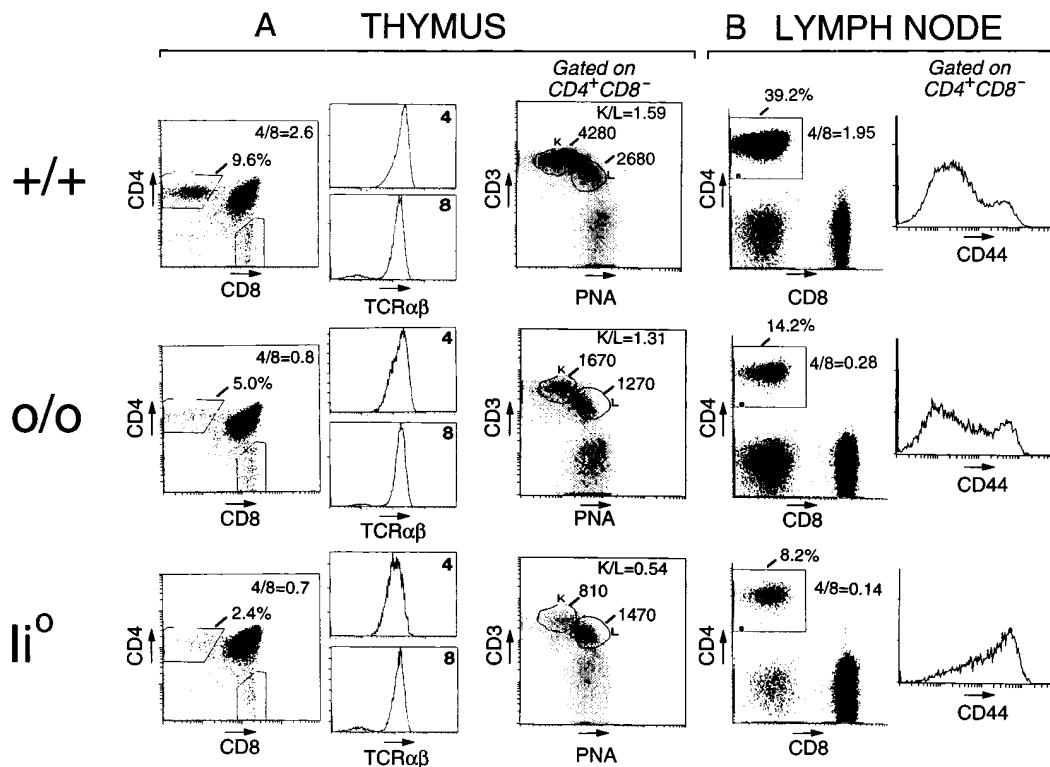 A THYMUS
B LYMPH NODE
Gated on
CD4+CD8-
Gated on
CD4+CD8-
+/+
4/8=2.6
9.6%
CD4
CD8
4
8
TCRαβ
K/L=1.59
K
4280
2680
L
CD3
PNA
39.2%
4/8=1.95
CD4
CD8
CD44
o/o
4/8=0.8
5.0%
CD4
CD8
4
8
TCRαβ
K/L=1.31
K
1670
1270
L
CD3
PNA
14.2%
4/8=0.28
CD4
CD8
CD44
Ii°
4/8=0.7
2.4%
CD4
CD8
4
8
TCRαβ
K/L=0.54
K
810
1470
L
CD3
PNA
8.2%
4/8=0.14
CD4
CD8
CD44